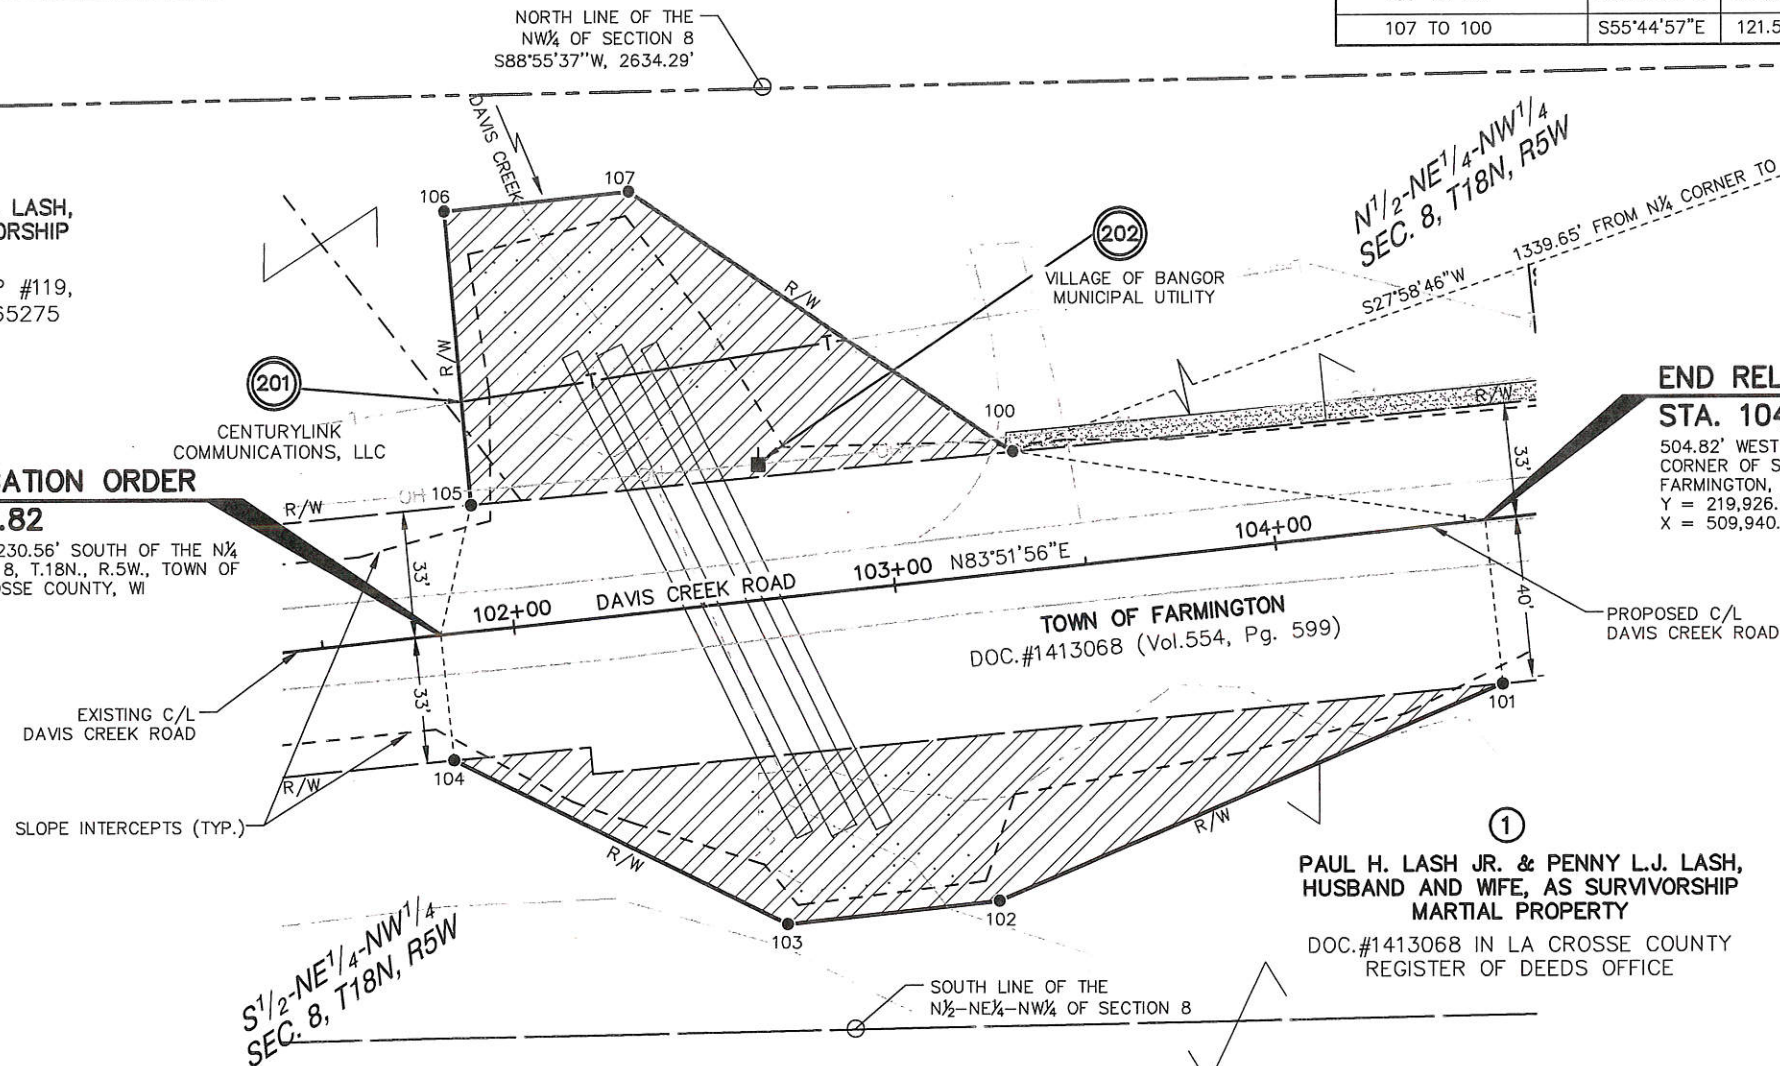 107 TO 100 S55°44'57"E 121.5
NORTH LINE OF THE
NW¼ OF SECTION 8
S88°55'37"W, 2634.29'
DAVIS CREEK
N1/2-NE1/4-NW1/4
SEC. 8, T18N, R5W
1339.65' FROM N¼ CORNER TO
S27°58'46"W
LASH,
ORSHIP
#119,
65275
106
107
R/W
R/W
202
VILLAGE OF BANGOR
MUNICIPAL UTILITY
201
CENTURYLINK
COMMUNICATIONS, LLC
T
T
100
R/W
END REL
STA. 104
504.82' WEST
CORNER OF S
FARMINGTON,
Y = 219,926.
X = 509,940.
ATION ORDER
.82
230.56' SOUTH OF THE N¼
8, T.18N., R.5W., TOWN OF
OSSE COUNTY, WI
R/W
OH
105
OH
OH
33'
33'
102+00
DAVIS CREEK ROAD
103+00
N83°51'56"E
104+00
TOWN OF FARMINGTON
DOC.#1413068 (Vol.554, Pg. 599)
40'
PROPOSED C/L
DAVIS CREEK ROAD
EXISTING C/L
DAVIS CREEK ROAD
33'
101
R/W
104
SLOPE INTERCEPTS (TYP.)
R/W
R/W
103
102
1
PAUL H. LASH JR. & PENNY L.J. LASH,
HUSBAND AND WIFE, AS SURVIVORSHIP
MARTIAL PROPERTY
DOC.#1413068 IN LA CROSSE COUNTY
REGISTER OF DEEDS OFFICE
S1/2-NE1/4-NW1/4
SEC. 8, T18N, R5W
SOUTH LINE OF THE
N½-NE¼-NW¼ OF SECTION 8